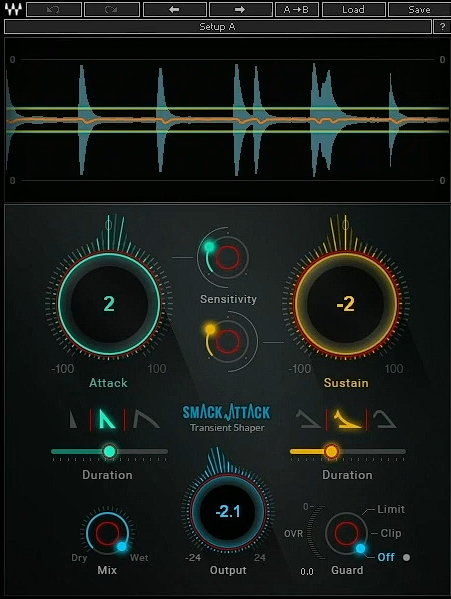 A→B Load Save
Setup A ?
0 0
0 0
0 0
2 -2
Sensitivity
-100 100 -100 100
Attack Sustain
SMACK ATTACK
Transient Shaper
Duration Duration
-2.1
0 Limit
OVR Clip
Dry Wet -24 24 Off
Mix Output 0.0 Guard